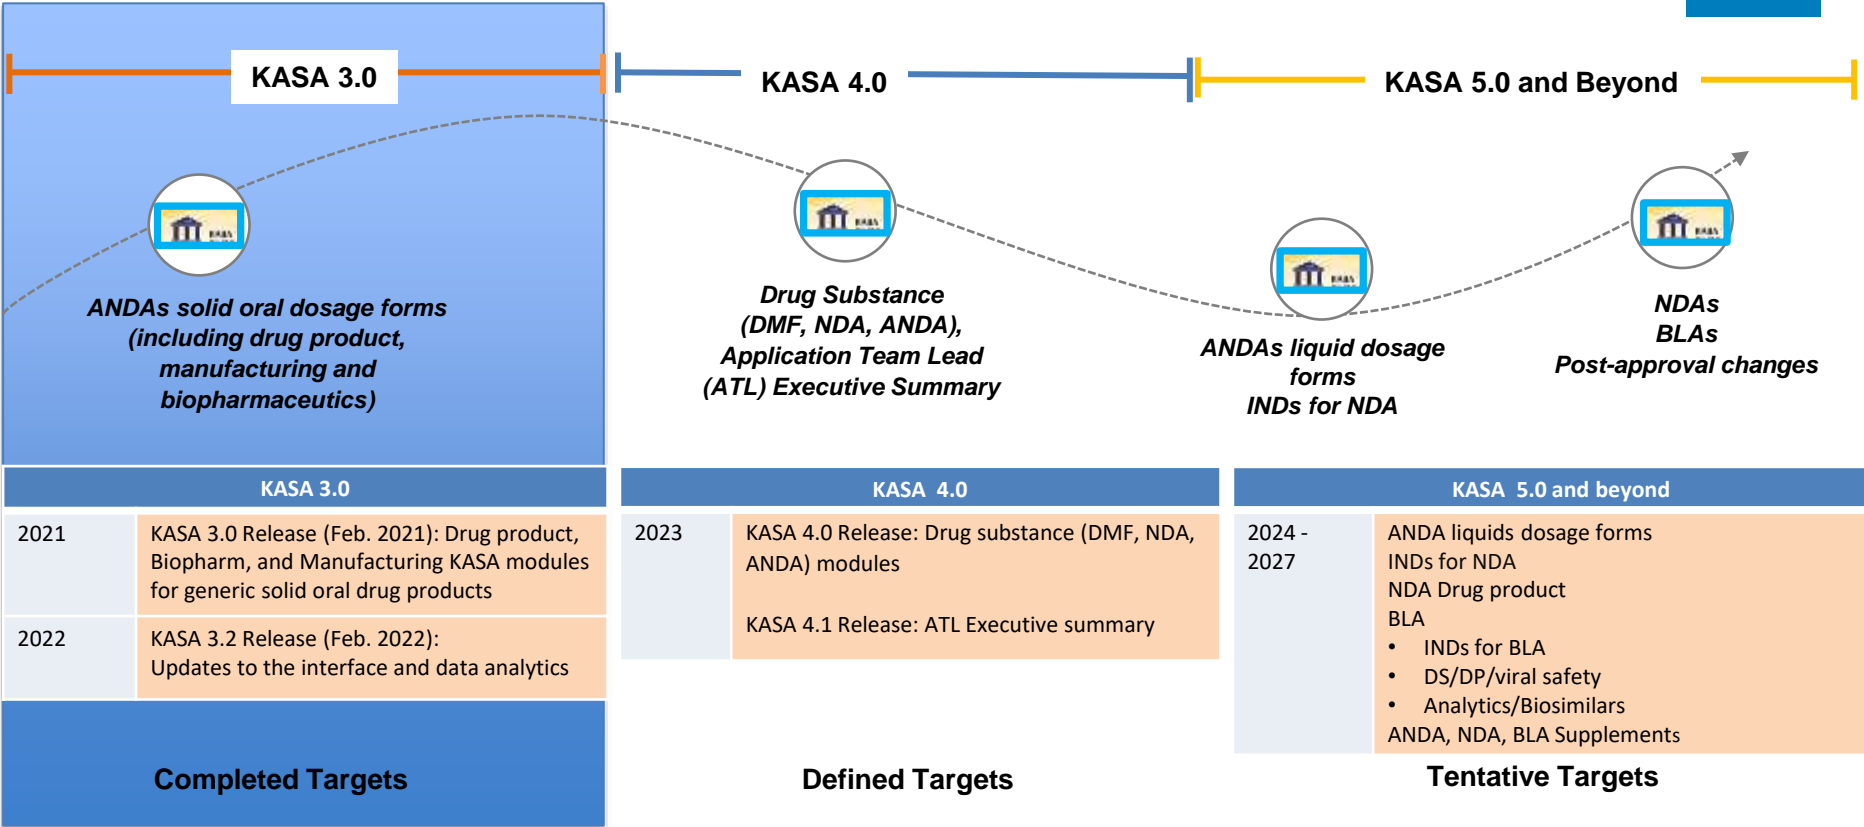 KASA 3.0
KASA 4.0
KASA 5.0 and Beyond
ANDAs solid oral dosage forms
(including drug product,
manufacturing and
biopharmaceutics)
Drug Substance
(DMF, NDA, ANDA),
Application Team Lead
(ATL) Executive Summary
ANDAs liquid dosage
forms
INDs for NDA
NDAs
BLAs
Post-approval changes
KASA 3.0
2021
KASA 3.0 Release (Feb. 2021): Drug product,
Biopharm, and Manufacturing KASA modules
for generic solid oral drug products
2022
KASA 3.2 Release (Feb. 2022):
Updates to the interface and data analytics
Completed Targets
KASA 4.0
2023
KASA 4.0 Release: Drug substance (DMF, NDA,
ANDA) modules
KASA 4.1 Release: ATL Executive summary
Defined Targets
KASA 5.0 and beyond
2024 -
2027
ANDA liquids dosage forms
INDs for NDA
NDA Drug product
BLA
• INDs for BLA
• DS/DP/viral safety
• Analytics/Biosimilars
ANDA, NDA, BLA Supplements
Tentative Targets